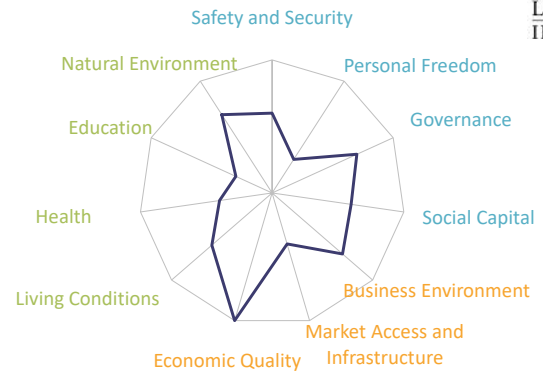 Safety and Security
Natural Environment
Personal Freedom
Education
Governance
Health
Social Capital
Living Conditions
Business Environment
Market Access and
Infrastructure
Economic Quality